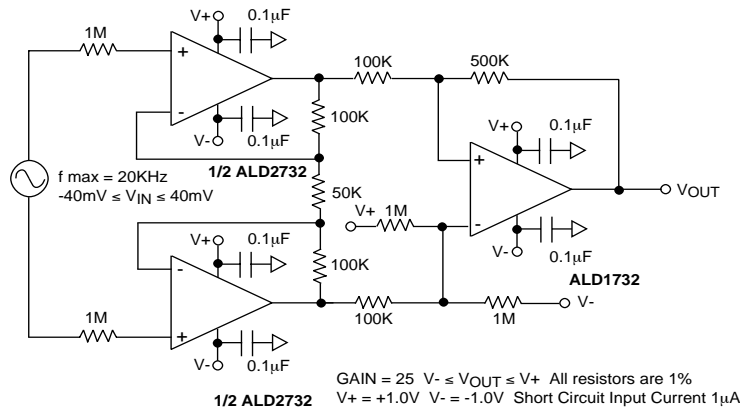 V+
0.1µF
1M
+
-
100K
500K
100K
V-
0.1µF
1/2 ALD2732
V+
0.1µF
f max = 20KHz
-40mV ≤ VIN ≤ 40mV
50K
+
-
VOUT
V+
1M
V-
0.1µF
ALD1732
V+
0.1µF
-
100K
1M
+
100K
1M
V-
V-
0.1µF
1/2 ALD2732
GAIN = 25 V- ≤ VOUT ≤ V+ All resistors are 1%
V+ = +1.0V V- = -1.0V Short Circuit Input Current 1µA